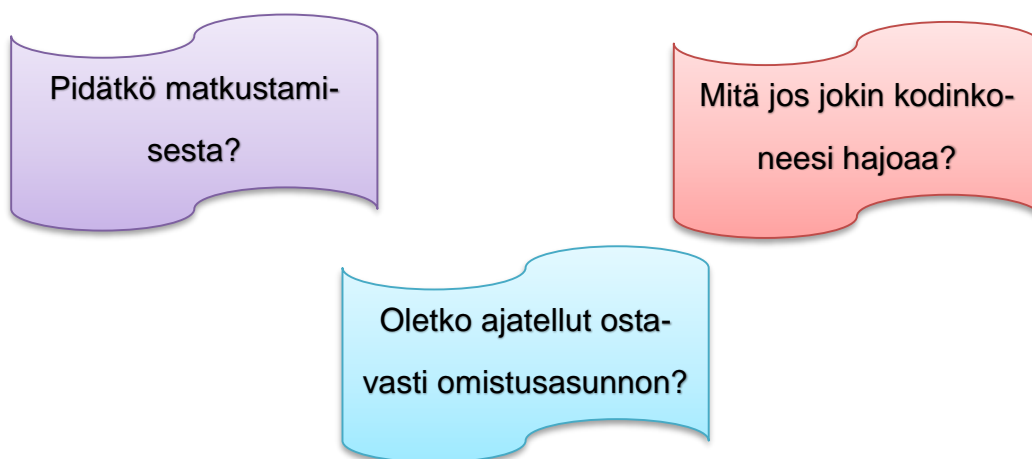 Pidätkö matkustami-
sesta?
Mitä jos jokin kodinko-
neesi hajoaa?
Oletko ajatellut osta-
vasti omistusasunnon?